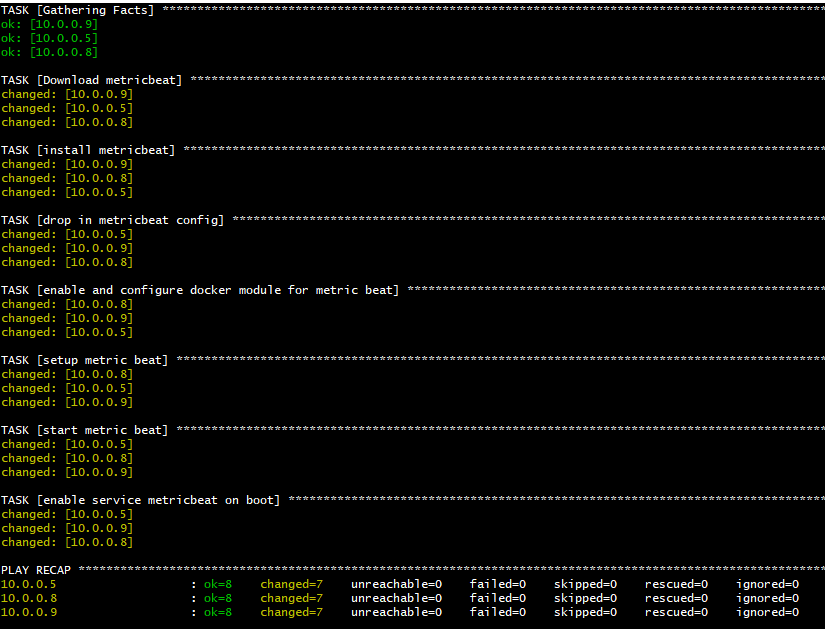 TASK [Gathering Facts] ***********************************************************************************************
ok: [10.0.0.9]
ok: [10.0.0.5]
ok: [10.0.0.8]
TASK [Download metricbeat] *******************************************************************************************
changed: [10.0.0.9]
changed: [10.0.0.5]
changed: [10.0.0.8]
TASK [install metricbeat] ********************************************************************************************
changed: [10.0.0.9]
changed: [10.0.0.8]
changed: [10.0.0.5]
TASK [drop in metricbeat config] *************************************************************************************
changed: [10.0.0.5]
changed: [10.0.0.9]
changed: [10.0.0.8]
TASK [enable and configure docker module for metric beat] ************************************************************
changed: [10.0.0.8]
changed: [10.0.0.9]
changed: [10.0.0.5]
TASK [setup metric beat] *********************************************************************************************
changed: [10.0.0.8]
changed: [10.0.0.5]
changed: [10.0.0.9]
TASK [start metric beat] *********************************************************************************************
changed: [10.0.0.5]
changed: [10.0.0.8]
changed: [10.0.0.9]
TASK [enable service metricbeat on boot] *****************************************************************************
changed: [10.0.0.5]
changed: [10.0.0.9]
changed: [10.0.0.8]
PLAY RECAP ***********************************************************************************************************
10.0.0.5 : ok=8 changed=7 unreachable=0 failed=0 skipped=0 rescued=0 ignored=0
10.0.0.8 : ok=8 changed=7 unreachable=0 failed=0 skipped=0 rescued=0 ignored=0
10.0.0.9 : ok=8 changed=7 unreachable=0 failed=0 skipped=0 rescued=0 ignored=0